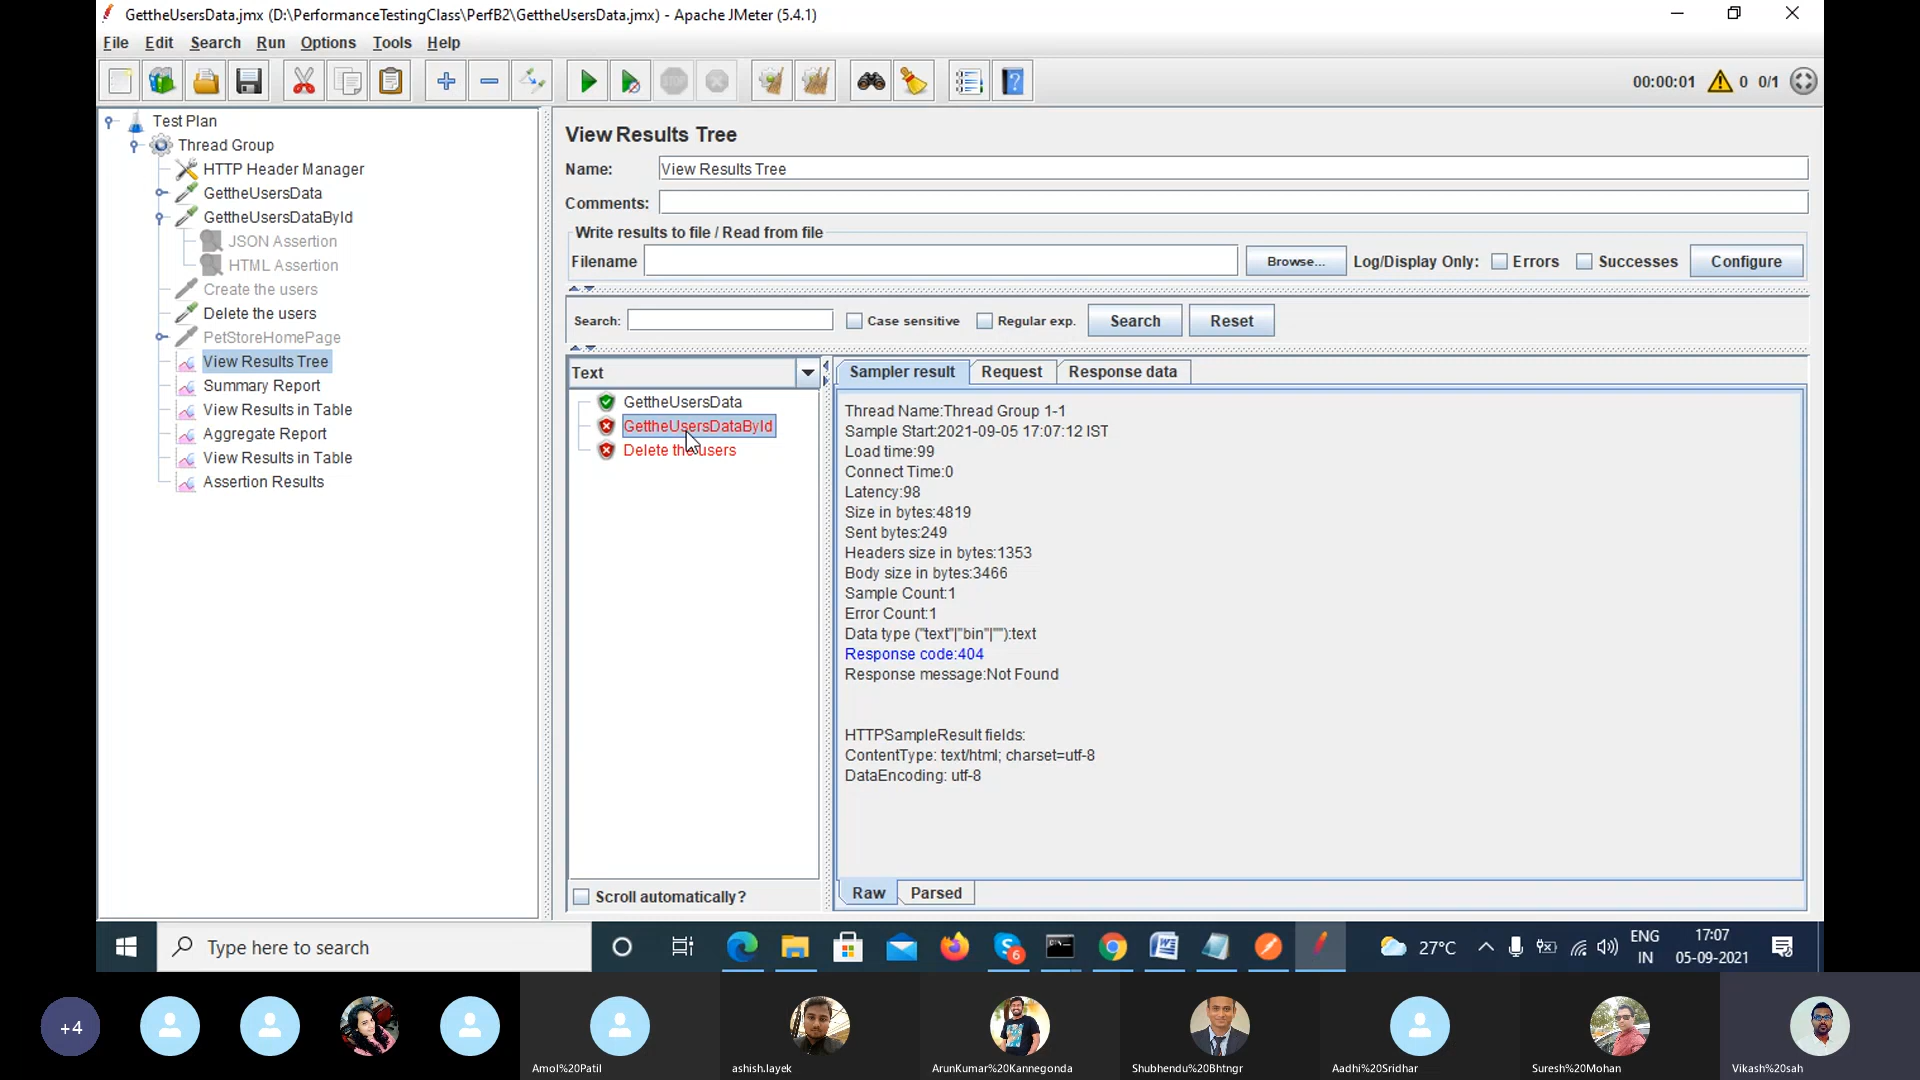 GettheUsersData.jmx (D:\PerformanceTestingClass\PerfB2\GettheUsersData.jmx) - Apache JMeter (5.4.1)
File Edit Search Run Options Tools Help
STOP
00:00:01 0 0/1
Test Plan
Thread Group
HTTP Header Manager
GettheUsersData
GettheUsersDataById
JSON Assertion
HTML Assertion
Create the users
Delete the users
PetStoreHomePage
View Results Tree
Summary Report
View Results in Table
Aggregate Report
View Results in Table
Assertion Results
View Results Tree
Name: View Results Tree
Comments:
Write results to file / Read from file
Filename Browse... Log/Display Only: Errors Successes Configure
Search: Case sensitive Regular exp. Search Reset
Text
GettheUsersData
GettheUsersDataById
Delete the users
Scroll automatically?
Sampler result Request Response data
Thread Name:Thread Group 1-1
Sample Start:2021-09-05 17:07:12 IST
Load time:99
Connect Time:0
Latency:98
Size in bytes:4819
Sent bytes:249
Headers size in bytes:1353
Body size in bytes:3466
Sample Count:1
Error Count:1
Data type ("text"|"bin"|""):text
Response code:404
Response message:Not Found
HTTPSampleResult fields:
ContentType: text/html; charset=utf-8
DataEncoding: utf-8
Raw Parsed
Type here to search
6
27°C
ENG
IN
17:07
05-09-2021
+4
Amol%20Patil
ashish.layek
ArunKumar%20Kannegonda
Shubhendu%20Bhtngr
Aadhi%20Sridhar
Suresh%20Mohan
Vikash%20sah